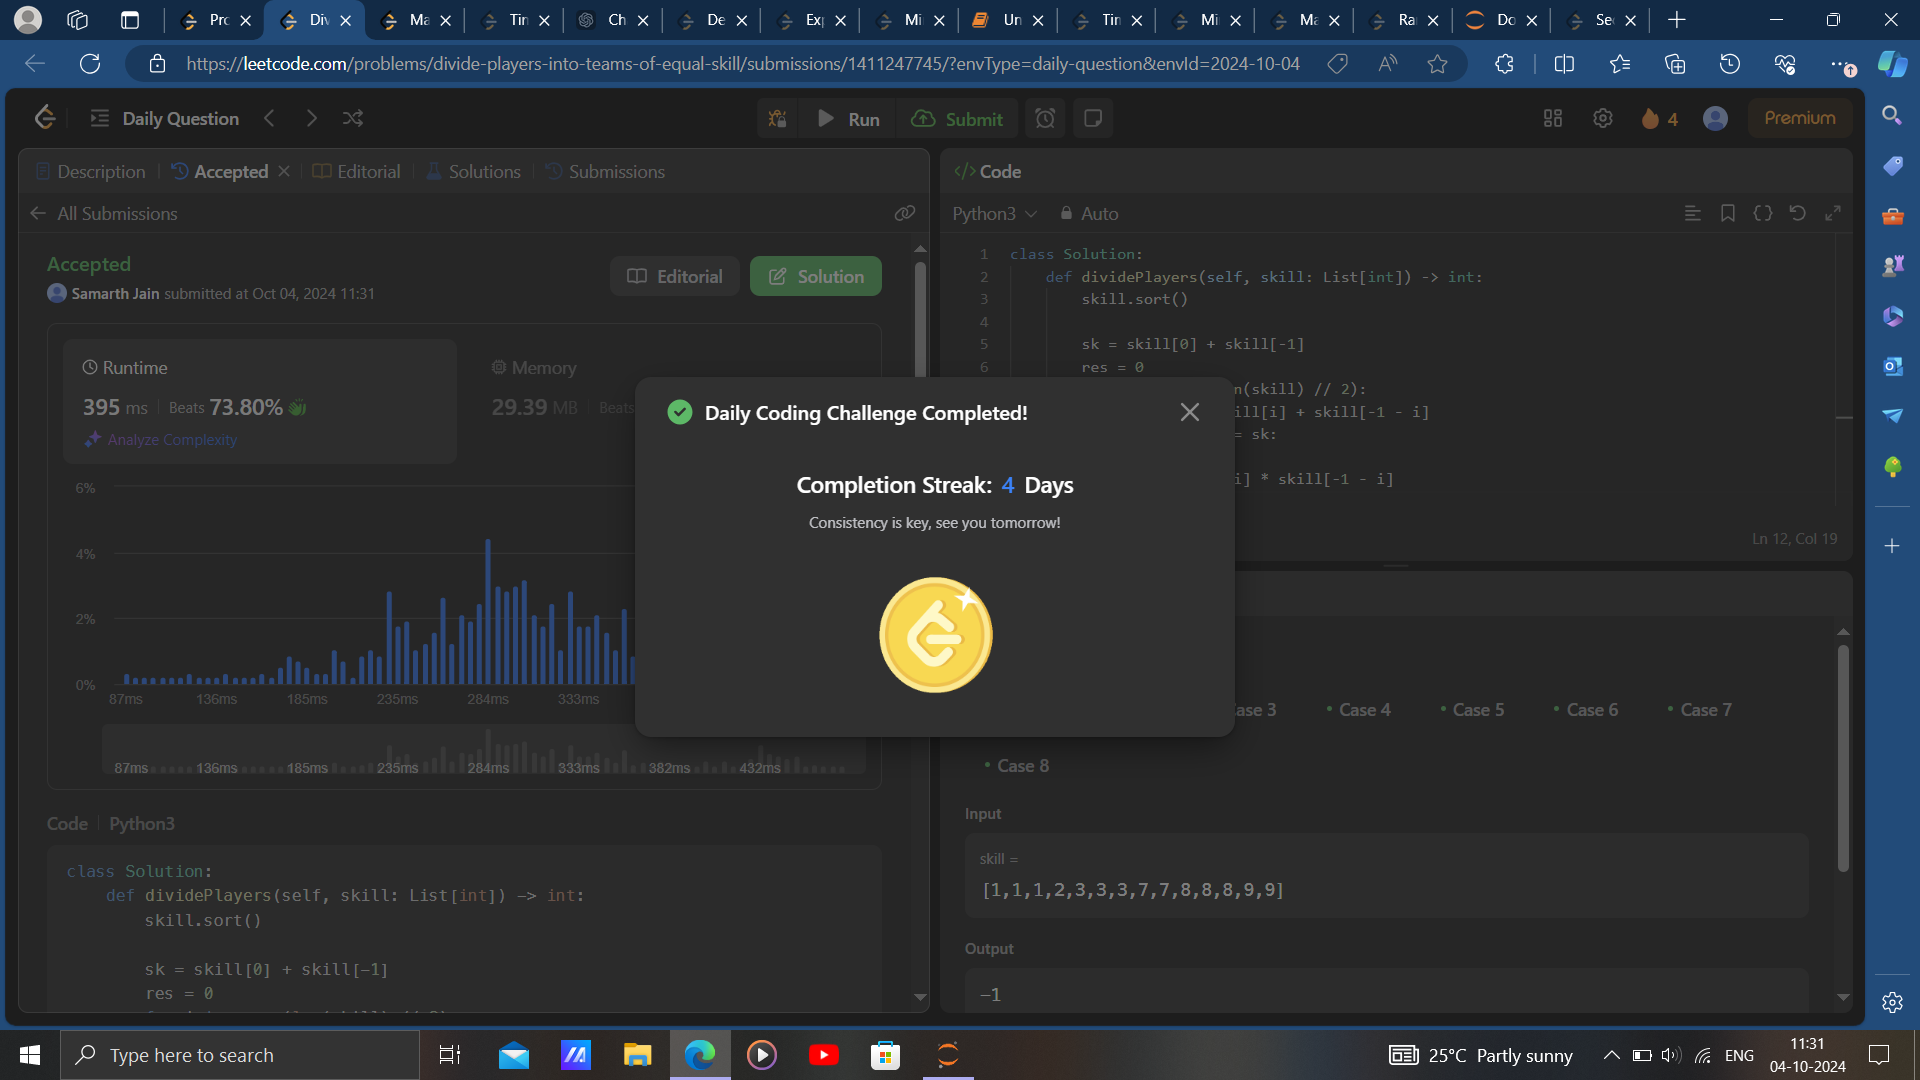 Pro
Div
Ma
Tin
Ch
De
Exp
Mi
Un
Tin
Mi
Ma
Ra
Do
Se
https://leetcode.com/problems/divide-players-into-teams-of-equal-skill/submissions/1411247745/?envType=daily-question&envId=2024-10-04
Daily Question
Run
Submit
4
Premium
Description
Accepted
Editorial
Solutions
Submissions
All Submissions
Accepted
Samarth Jain submitted at Oct 04, 2024 11:31
Editorial
Solution
Runtime
395 ms
Beats 73.80%
Analyze Complexity
Memory
29.39 MB
Beats
6%
4%
2%
0%
87ms 136ms 185ms 235ms 284ms 333ms
87ms 136ms 185ms 235ms 284ms 333ms 382ms 432ms
Code
Python3
class Solution:
def dividePlayers(self, skill: List[int]) -> int:
skill.sort()
sk = skill[0] + skill[-1]
res = 0
Code
Python3
Auto
1 class Solution:
2 def dividePlayers(self, skill: List[int]) -> int:
3 skill.sort()
4
5 sk = skill[0] + skill[-1]
6 res = 0
n(skill) // 2):
ill[i] + skill[-1 - i]
= sk:
i] * skill[-1 - i]
Ln 12, Col 19
Daily Coding Challenge Completed!
Completion Streak: 4 Days
Consistency is key, see you tomorrow!
ase 3
Case 4
Case 5
Case 6
Case 7
Case 8
Input
skill =
[1,1,1,2,3,3,3,7,7,8,8,8,9,9]
Output
-1
Type here to search
25°C Partly sunny
ENG
11:31
04-10-2024